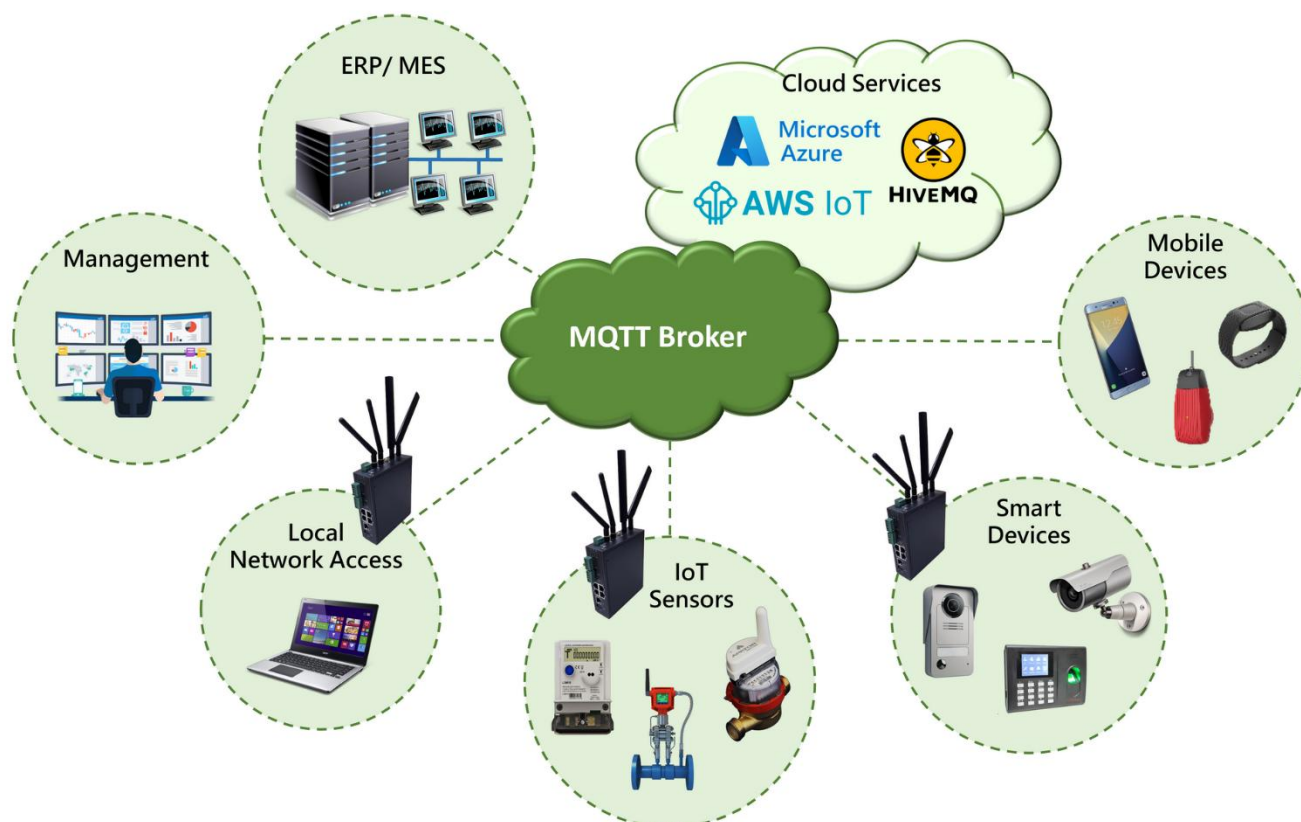 ERP/ MES
Cloud Services
Microsoft
Azure
HIVEMQ
AWS IoT
Management
Mobile
Devices
MQTT Broker
Local
Network Access
IoT
Sensors
Smart
Devices